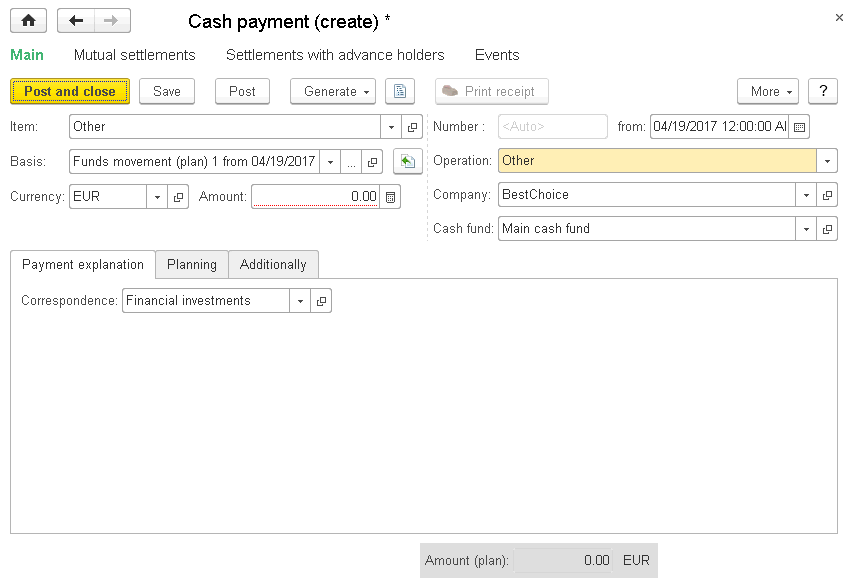 Cash payment (create) *
Main Mutual settlements Settlements with advance holders Events
Post and close Save Post Generate Print receipt More ?
Item: Other Number : <Auto> from: 04/19/2017 12:00:00 AI
Basis: Funds movement (plan) 1 from 04/19/2017 ... Operation: Other
Currency: EUR Amount: 0.00 Company: BestChoice
Cash fund: Main cash fund
Payment explanation Planning Additionally
Correspondence: Financial investments
Amount (plan): 0.00 EUR